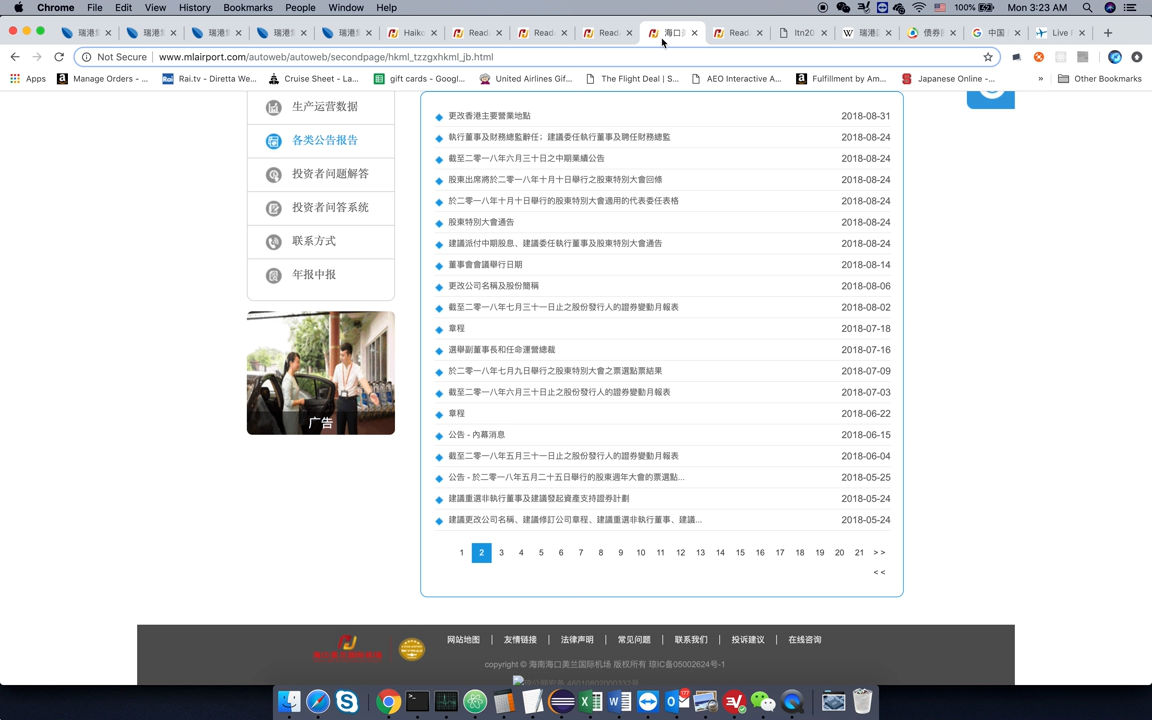 Chrome File Edit View History Bookmarks People Window Help 100% Mon 3:23 AM
瑞港 瑞港 瑞港 瑞港 瑞港 Haiko Read Read Read 海口 Read ltn20 瑞港 债券 中国 Live
Not Secure www.mlairport.com/autoweb/autoweb/secondpage/hkml_tzzgxhkml_jb.html
Apps Manage Orders - ... Rai.tv - Diretta We... Cruise Sheet - La... gift cards - Googl... United Airlines Gif... The Flight Deal | S... AEO Interactive A... Fulfillment by Am... Japanese Online -... » Other Bookmarks
生产运营数据
各类公告报告
投资者问题解答
投资者问答系统
联系方式
年报中报
广告
更改香港主要營業地點 2018-08-31
執行董事及財務總監辭任；建議委任執行董事及聘任財務總監 2018-08-24
截至二零一八年六月三十日之中期業績公告 2018-08-24
股東出席將於二零一八年十月十日舉行之股東特別大會回條 2018-08-24
於二零一八年十月十日舉行的股東特別大會適用的代表委任表格 2018-08-24
股東特別大會通告 2018-08-24
建議派付中期股息、建議委任執行董事及股東特別大會通告 2018-08-24
董事會會議舉行日期 2018-08-14
更改公司名稱及股份簡稱 2018-08-06
截至二零一八年七月三十一日止之股份發行人的證券變動月報表 2018-08-02
章程 2018-07-18
選舉副董事長和任命運營總裁 2018-07-16
於二零一八年七月九日舉行之股東特別大會之票選點票結果 2018-07-09
截至二零一八年六月三十日止之股份發行人的證券變動月報表 2018-07-03
章程 2018-06-22
公告 - 內幕消息 2018-06-15
截至二零一八年五月三十一日止之股份發行人的證券變動月報表 2018-06-04
公告 - 於二零一八年五月二十五日舉行的股東週年大會的票選點... 2018-05-25
建議重選非執行董事及建議發起資產支持證券計劃 2018-05-24
建議更改公司名稱、建議修訂公司章程、建議重選非執行董事、建議... 2018-05-24
1 2 3 4 5 6 7 8 9 10 11 12 13 14 15 16 17 18 19 20 21 > >
< <
网站地图 | 友情链接 | 法律声明 | 常见问题 | 联系我们 | 投诉建议 | 在线咨询
copyright © 海南海口美兰国际机场 版权所有 琼ICP备05002624号-1